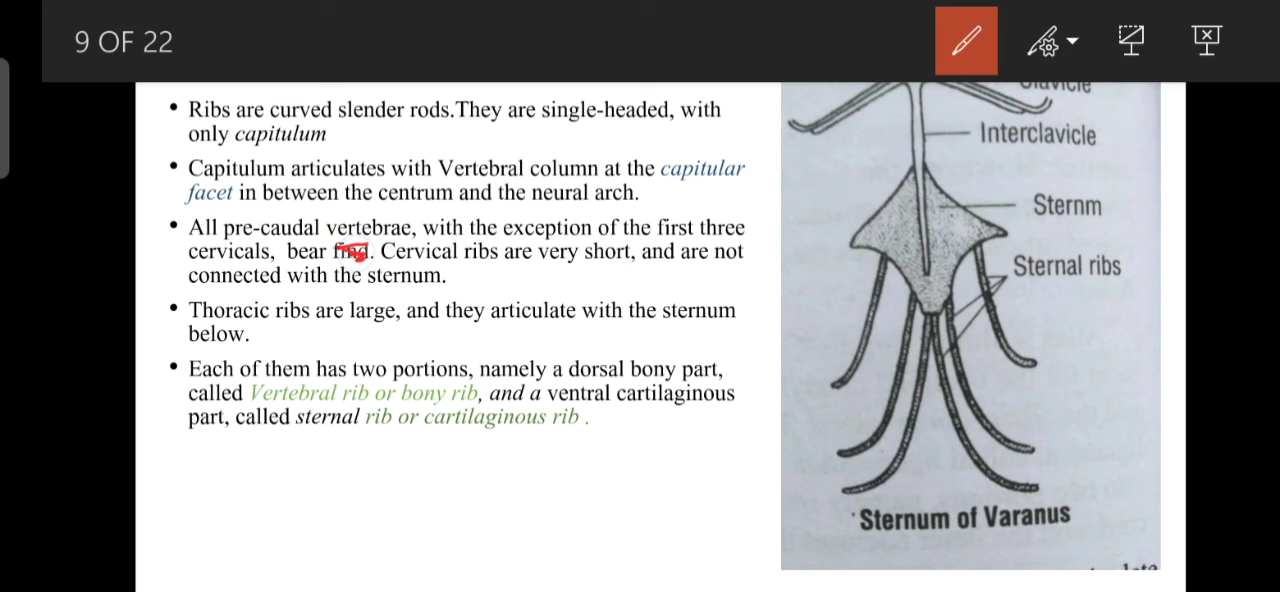 9 OF 22
• Ribs are curved slender rods.They are single-headed, with
only capitulum
• Capitulum articulates with Vertebral column at the capitular
facet in between the centrum and the neural arch.
• All pre-caudal vertebrae, with the exception of the first three
cervicals, bear find. Cervical ribs are very short, and are not
connected with the sternum.
• Thoracic ribs are large, and they articulate with the sternum
below.
• Each of them has two portions, namely a dorsal bony part,
called Vertebral rib or bony rib, and a ventral cartilaginous
part, called sternal rib or cartilaginous rib .
Clavicle
Interclavicle
Sternm
Sternal ribs
Sternum of Varanus